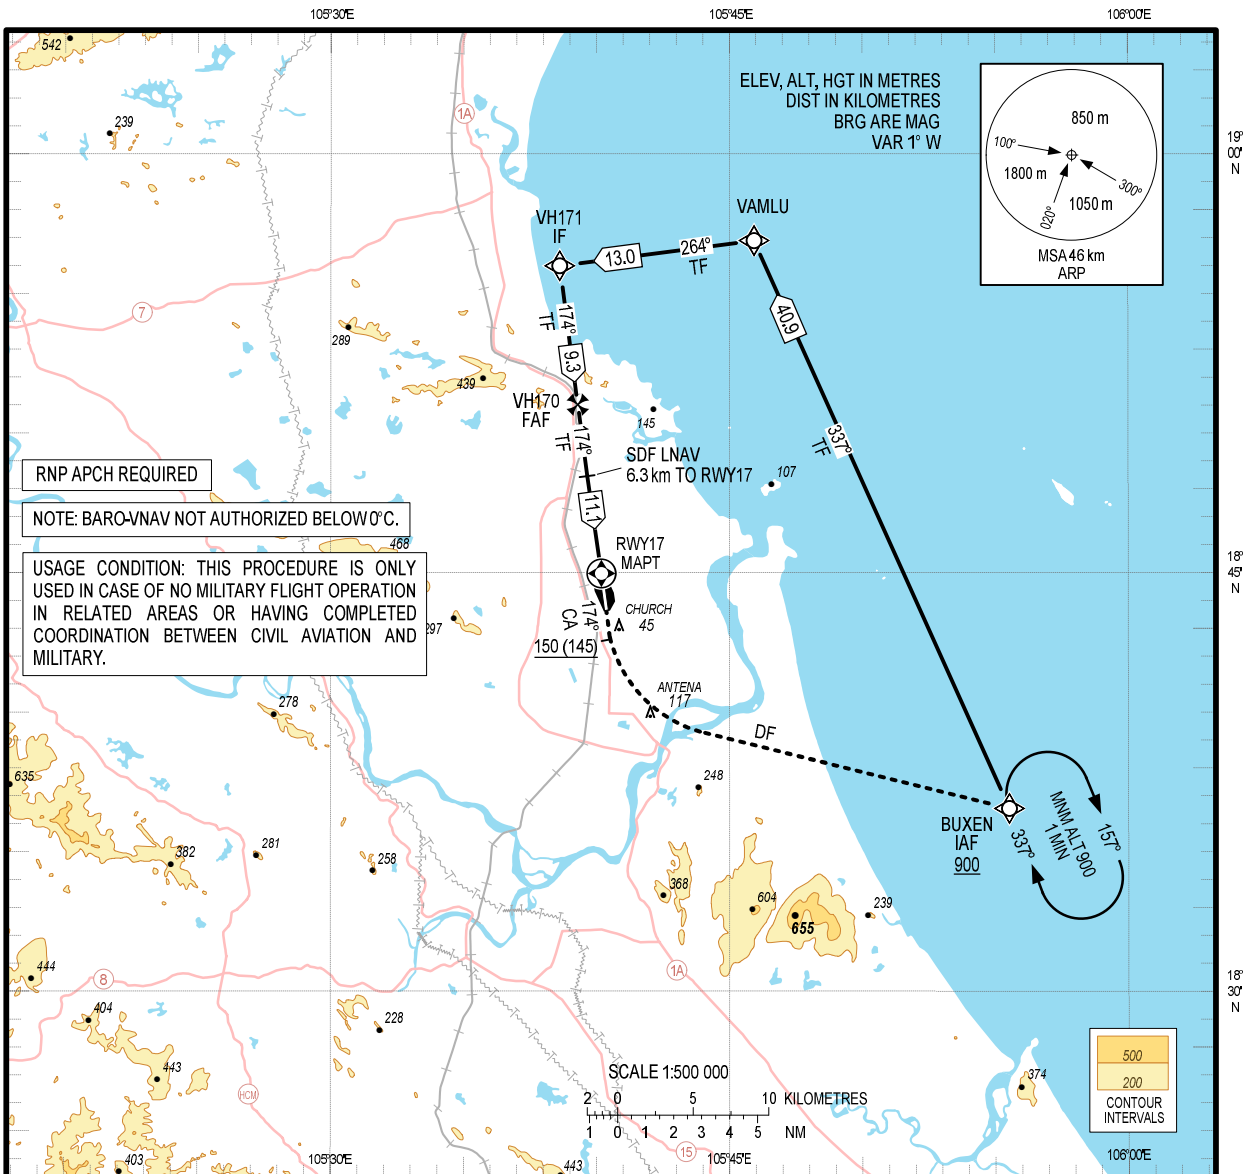 105°30'E
105°45'E
106°00'E
542
239
1A
ELEV, ALT, HGT IN METRES
DIST IN KILOMETRES
BRG ARE MAG
VAR 1° W
850 m
100°
1800 m
300°
020°
1050 m
MSA 46 km
ARP
19°
00'
N
VH171
IF
VAMLU
13.0
264°
TF
7
289
174°
TF
40.9
9.3
439
VH170
FAF
145
174°
TF
337°
TF
SDF LNAV
6.3 km TO RWY17
107
RNP APCH REQUIRED
11.1
NOTE: BARO-VNAV NOT AUTHORIZED BELOW 0°C.
468
RWY17
MAPT
USAGE CONDITION: THIS PROCEDURE IS ONLY
USED IN CASE OF NO MILITARY FLIGHT OPERATION
IN RELATED AREAS OR HAVING COMPLETED
COORDINATION BETWEEN CIVIL AVIATION AND
MILITARY.
297
18°
45'
N
174°
CA
CHURCH
45
150 (145)
ANTENA
117
278
DF
635
248
MNM ALT 900
1 MIN
157°
337°
BUXEN
IAF
900
382
281
258
368
604
655
239
444
8
1A
18°
30'
N
404
228
443
HCM
374
500
200
CONTOUR
INTERVALS
SCALE 1:500 000
2 0 5 10 KILOMETRES
1 0 1 2 3 4 5 NM
15
403
443
105°30'E
105°45'E
106°00'E